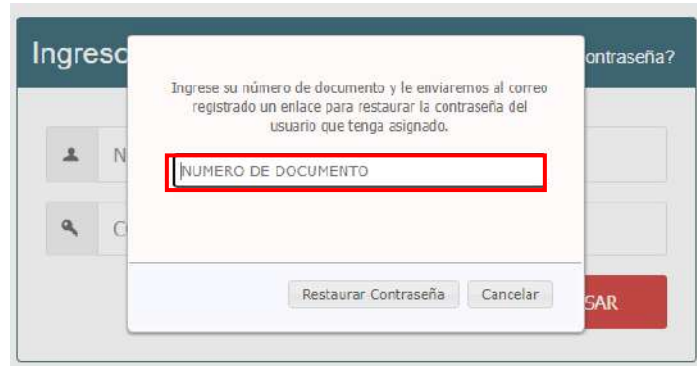 Ingreso
ontraseña?
Ingrese su número de documento y le enviaremos al correo
registrado un enlace para restaurar la contraseña del
usuario que tenga asignado.
N
NUMERO DE DOCUMENTO
C
Restaurar Contraseña
Cancelar
SAR